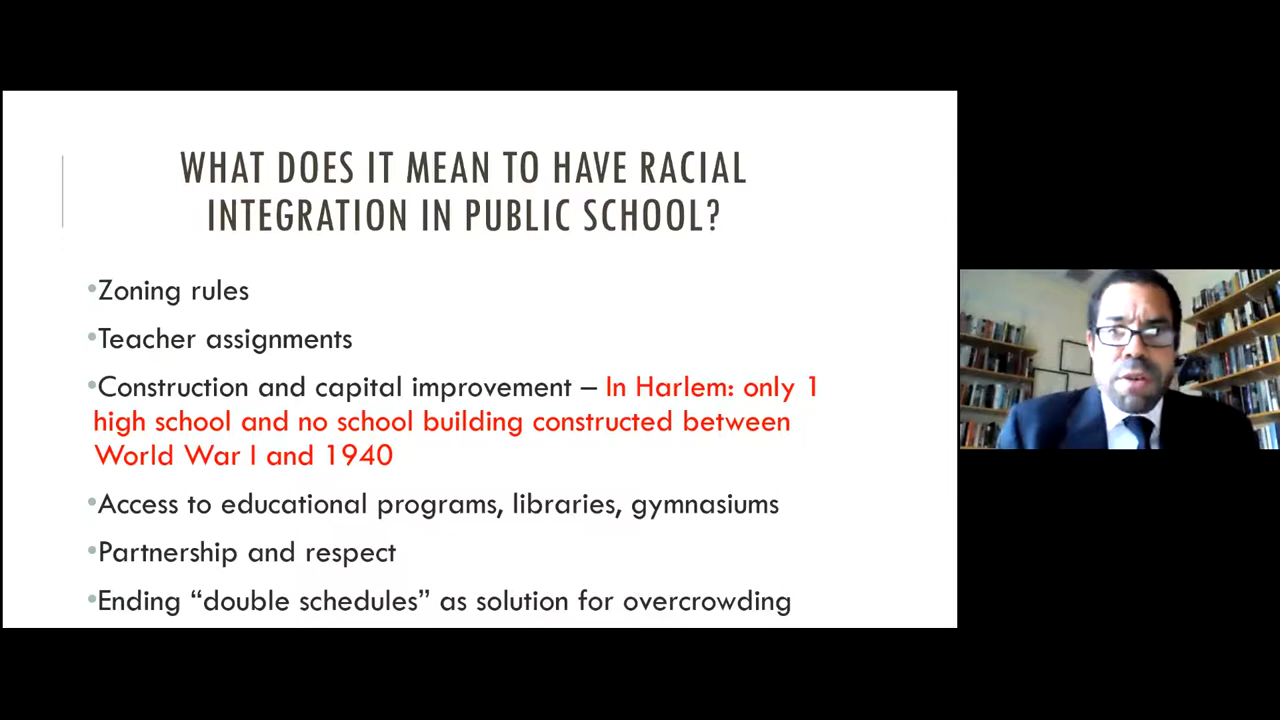 WHAT DOES IT MEAN TO HAVE RACIAL
INTEGRATION IN PUBLIC SCHOOL?
•Zoning rules
•Teacher assignments
•Construction and capital improvement – In Harlem: only 1
high school and no school building constructed between
World War I and 1940
•Access to educational programs, libraries, gymnasiums
•Partnership and respect
•Ending “double schedules” as solution for overcrowding